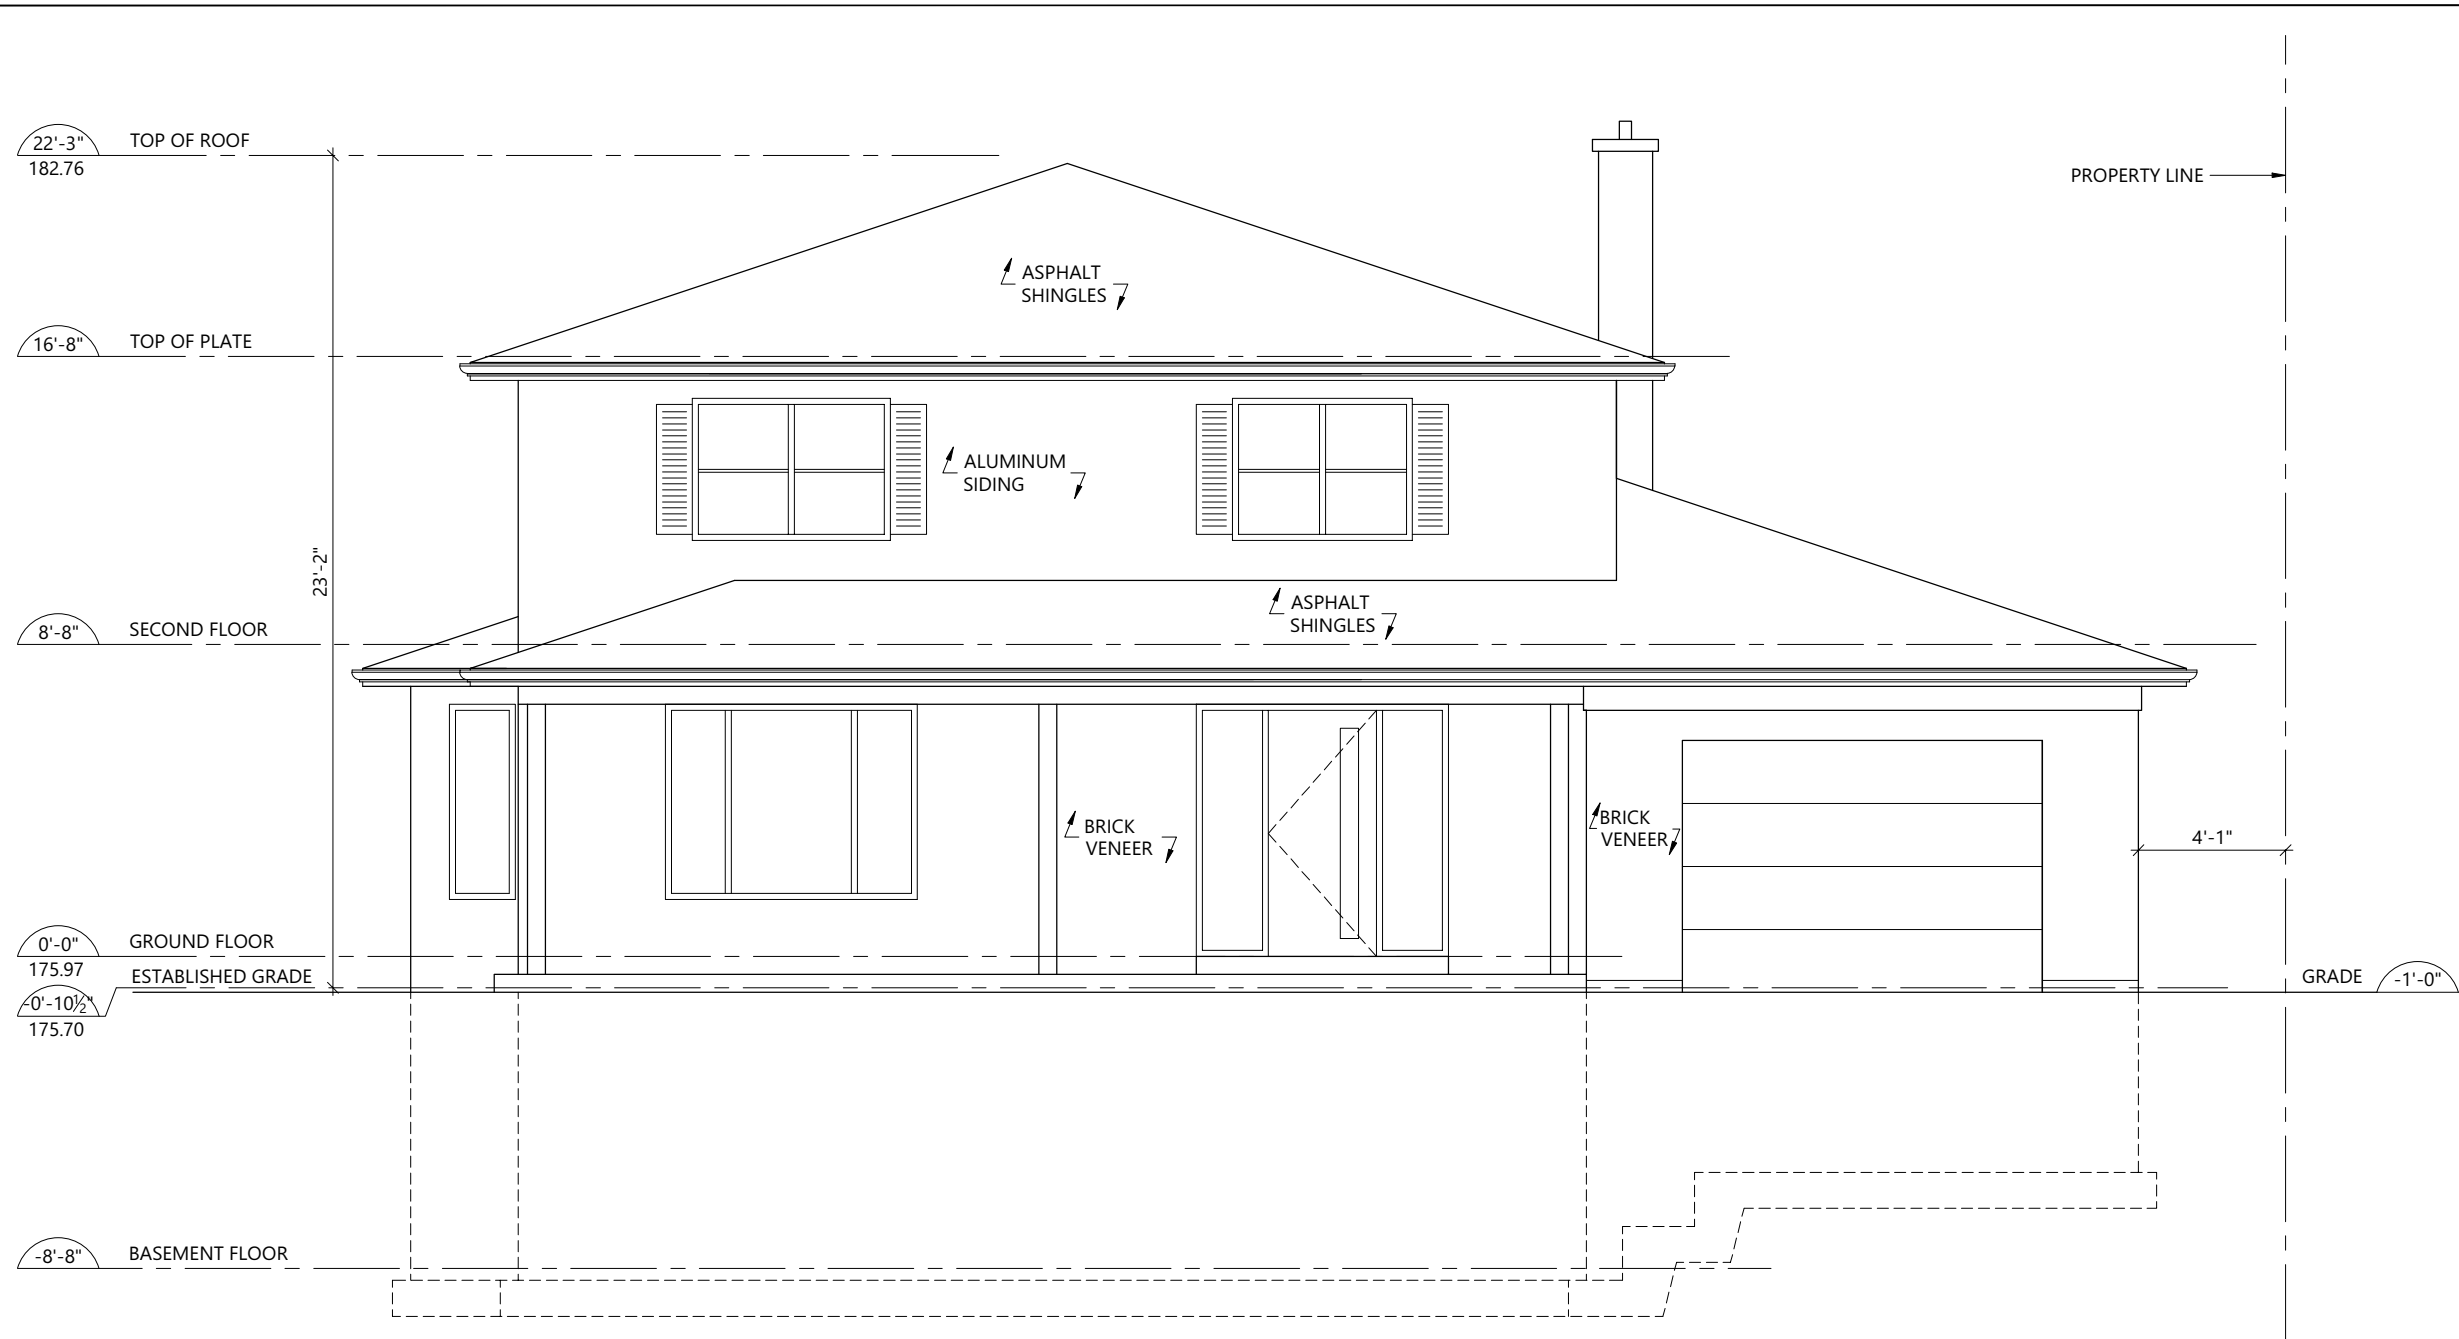 22'-3" TOP OF ROOF
182.76
PROPERTY LINE
ASPHALT
SHINGLES
16'-8" TOP OF PLATE
ALUMINUM
SIDING
23'-2"
8'-8" SECOND FLOOR
ASPHALT
SHINGLES
BRICK
VENEER
BRICK
VENEER
4'-1"
0'-0" GROUND FLOOR
175.97
ESTABLISHED GRADE
-0'-10½"
175.70
GRADE -1'-0"
-8'-8" BASEMENT FLOOR